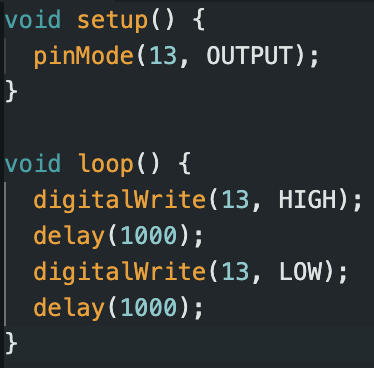 void setup() {
  pinMode(13, OUTPUT);
}

void loop() {
  digitalWrite(13, HIGH);
  delay(1000);
  digitalWrite(13, LOW);
  delay(1000);
}